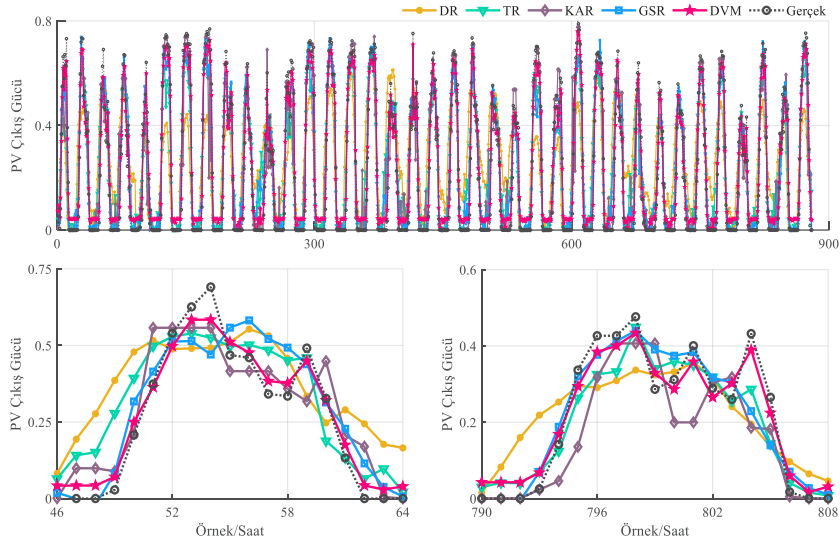 DR TR KAR GSR DVM Gerçek
PV Çıkış Gücü
0.8
0.4
0
0 300 600 900
PV Çıkış Gücü
0.75
0.5
0.25
0
46 52 58 64
Örnek/Saat
PV Çıkış Gücü
0.6
0.4
0.2
0
790 796 802 808
Örnek/Saat